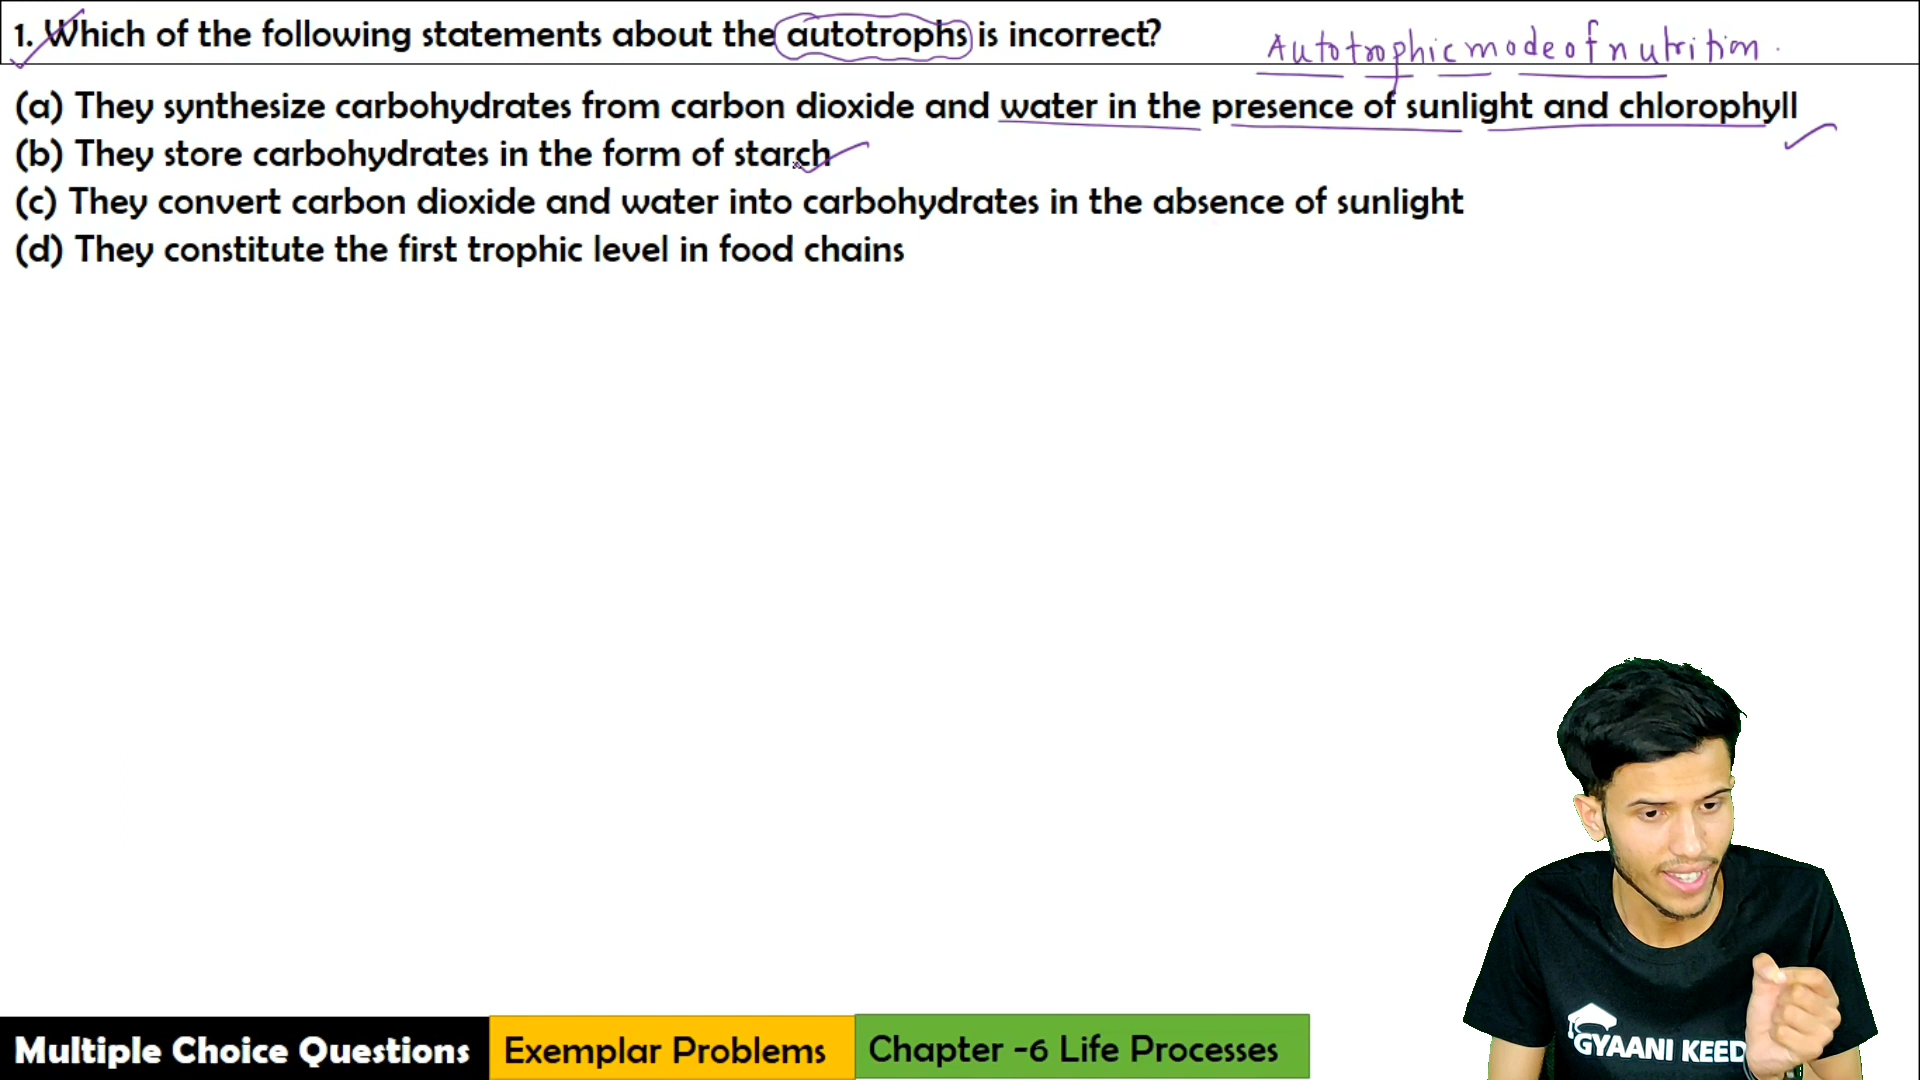 1. Which of the following statements about the autotrophs is incorrect?
Autotrophic mode of nutrition.
(a) They synthesize carbohydrates from carbon dioxide and water in the presence of sunlight and chlorophyll
(b) They store carbohydrates in the form of starch
(c) They convert carbon dioxide and water into carbohydrates in the absence of sunlight
(d) They constitute the first trophic level in food chains
GYAANI KEED
Multiple Choice Questions
Exemplar Problems
Chapter -6 Life Processes